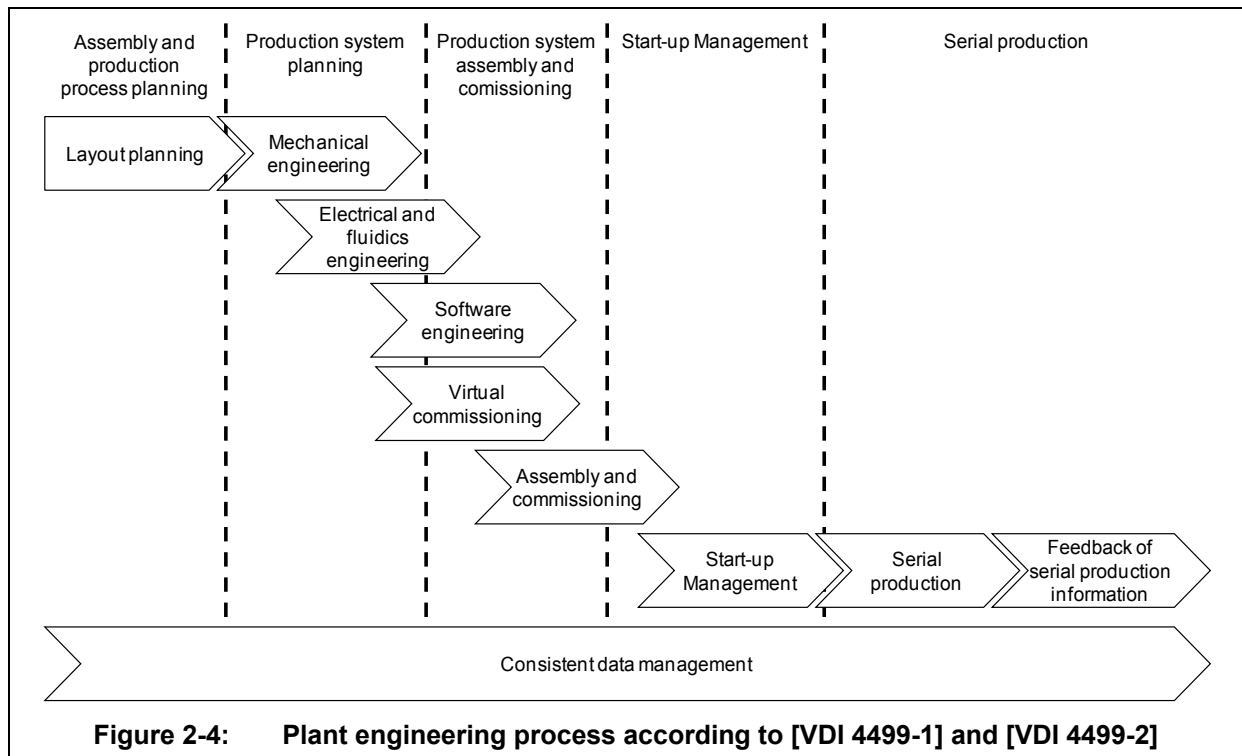 Assembly and
production
process planning
Production system
planning
Production system
assembly and
comissioning
Start-up Management
Serial production
Layout planning
Mechanical
engineering
Electrical and
fluidics
engineering
Software
engineering
Virtual
commissioning
Assembly and
commissioning
Start-up
Management
Serial
production
Feedback of
serial production
information
Consistent data management
Figure 2-4: Plant engineering process according to [VDI 4499-1] and [VDI 4499-2]